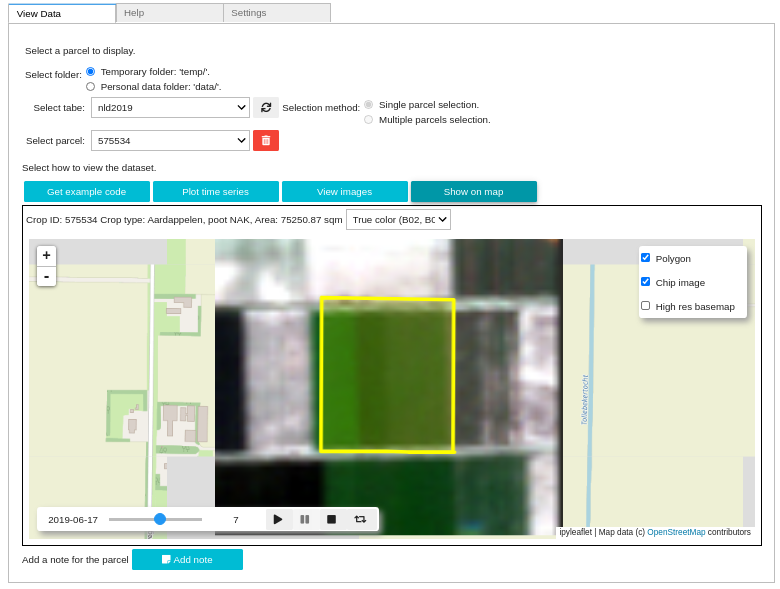 View Data
Help
Settings
Select a parcel to display.
Select folder:
Temporary folder: 'temp/'.
Personal data folder: 'data/'.
Select tabe:
nld2019
Selection method:
Single parcel selection.
Multiple parcels selection.
Select parcel:
575534
Select how to view the dataset.
Get example code
Plot time series
View images
Show on map
Crop ID: 575534 Crop type: Aardappelen, poot NAK, Area: 75250.87 sqm
True color (B02, B0
+
-
Polygon
Chip image
High res basemap
Tollebekertocht
2019-06-17
7
ipyleaflet | Map data (c) OpenStreetMap contributors
Add a note for the parcel
Add note